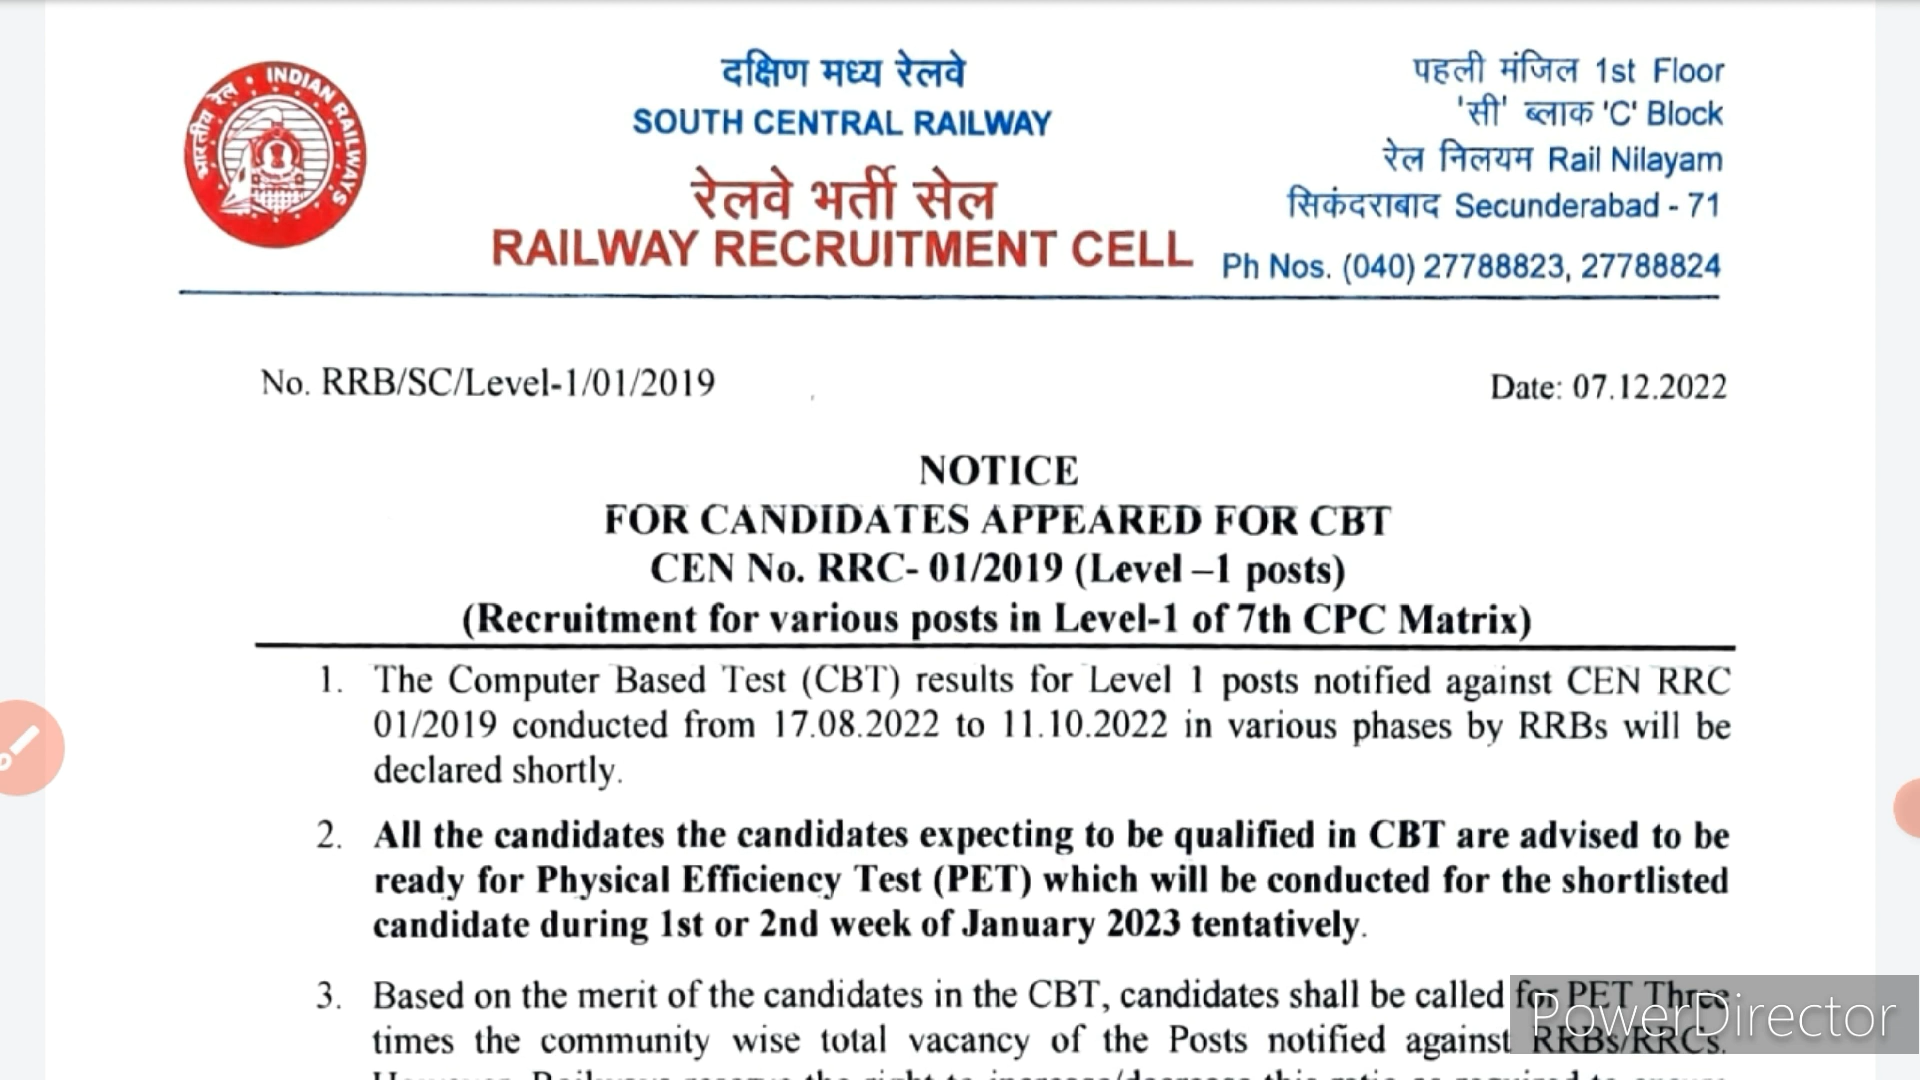 भारतीय रेल • INDIAN RAILWAYS
दक्षिण मध्य रेलवे
SOUTH CENTRAL RAILWAY
रेलवे भर्ती सेल
RAILWAY RECRUITMENT CELL
पहली मंजिल 1st Floor
'सी' ब्लाक 'C' Block
रेल निलयम Rail Nilayam
सिकंदराबाद Secunderabad - 71
Ph Nos. (040) 27788823, 27788824
No. RRB/SC/Level-1/01/2019
Date: 07.12.2022
NOTICE
FOR CANDIDATES APPEARED FOR CBT
CEN No. RRC- 01/2019 (Level –1 posts)
(Recruitment for various posts in Level-1 of 7th CPC Matrix)
1. The Computer Based Test (CBT) results for Level 1 posts notified against CEN RRC
01/2019 conducted from 17.08.2022 to 11.10.2022 in various phases by RRBs will be
declared shortly.
2. All the candidates the candidates expecting to be qualified in CBT are advised to be
ready for Physical Efficiency Test (PET) which will be conducted for the shortlisted
candidate during 1st or 2nd week of January 2023 tentatively.
3. Based on the merit of the candidates in the CBT, candidates shall be called for PET Three
times the community wise total vacancy of the Posts notified against RRBs/RRCs.
PowerDirector